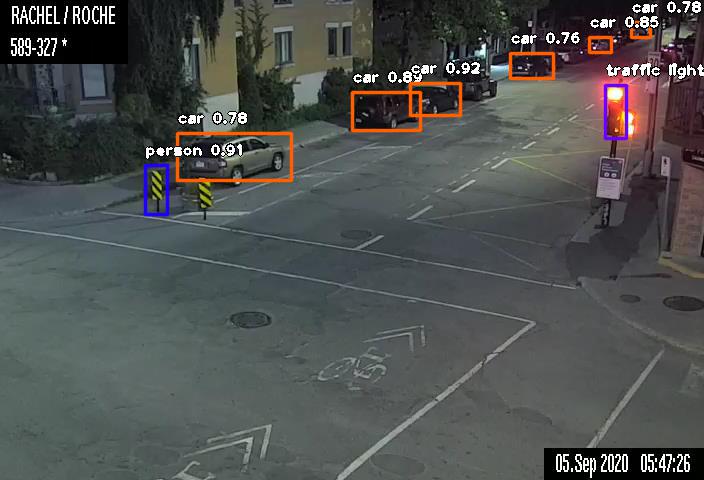 RACHEL / ROCHE
589-327 *
car 0.78
car 0.85
car 0.76
car 0.92
car 0.89
traffic light
car 0.78
person 0.91
05.Sep 2020 05:47:26